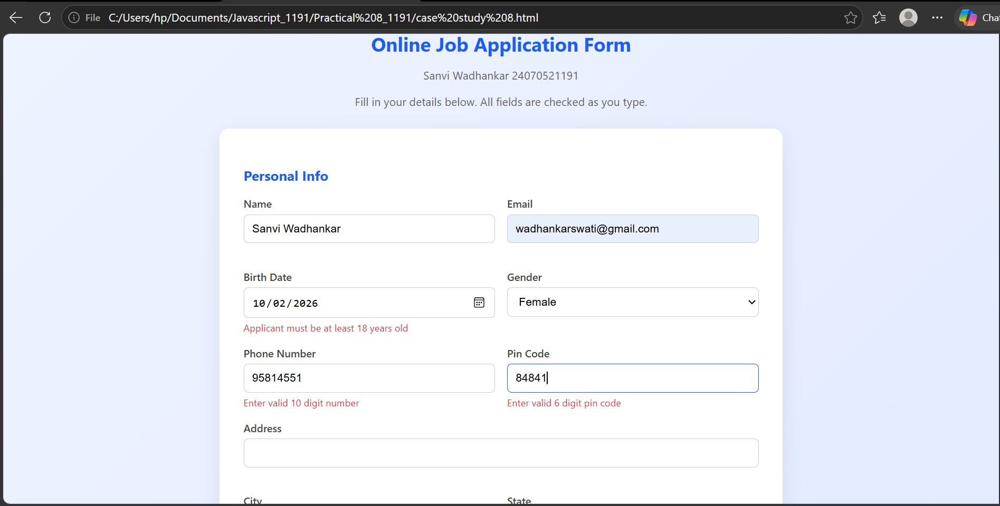 File C:/Users/hp/Documents/Javascript_1191/Practical%208_1191/case%20study%208.html
Online Job Application Form
Sanvi Wadhankar 24070521191
Fill in your details below. All fields are checked as you type.
Personal Info
Name Email
Sanvi Wadhankar wadhankarswati@gmail.com
Birth Date Gender
10/02/2026 Female
Applicant must be at least 18 years old
Phone Number Pin Code
95814551 84841
Enter valid 10 digit number Enter valid 6 digit pin code
Address
City State